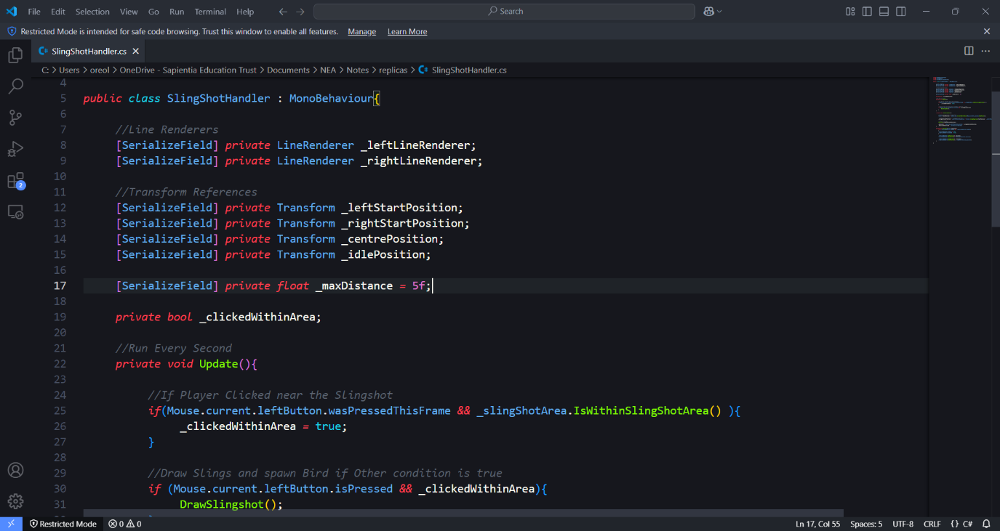 File Edit Selection View Go Run Terminal Help Search
Restricted Mode is intended for safe code browsing. Trust this window to enable all features. Manage Learn More
SlingShotHandler.cs
C: > Users > oreol > OneDrive - Sapientia Education Trust > Documents > NEA > Notes > replicas > SlingShotHandler.cs
4
5 public class SlingShotHandler : MonoBehaviour{
6
7 //Line Renderers
8 [SerializeField] private LineRenderer _leftLineRenderer;
9 [SerializeField] private LineRenderer _rightLineRenderer;
10
11 //Transform References
12 [SerializeField] private Transform _leftStartPosition;
13 [SerializeField] private Transform _rightStartPosition;
14 [SerializeField] private Transform _centrePosition;
15 [SerializeField] private Transform _idlePosition;
16
17 [SerializeField] private float _maxDistance = 5f;
18
19 private bool _clickedWithinArea;
20
21 //Run Every Second
22 private void Update(){
23
24 //If Player Clicked near the Slingshot
25 if(Mouse.current.leftButton.wasPressedThisFrame && _slingShotArea.IsWithinSlingShotArea() ){
26 _clickedWithinArea = true;
27 }
28
29 //Draw Slings and spawn Bird if Other condition is true
30 if (Mouse.current.leftButton.isPressed && _clickedWithinArea){
31 DrawSlingshot();
2
Restricted Mode 0 0 Ln 17, Col 55 Spaces: 5 UTF-8 CRLF {} C#